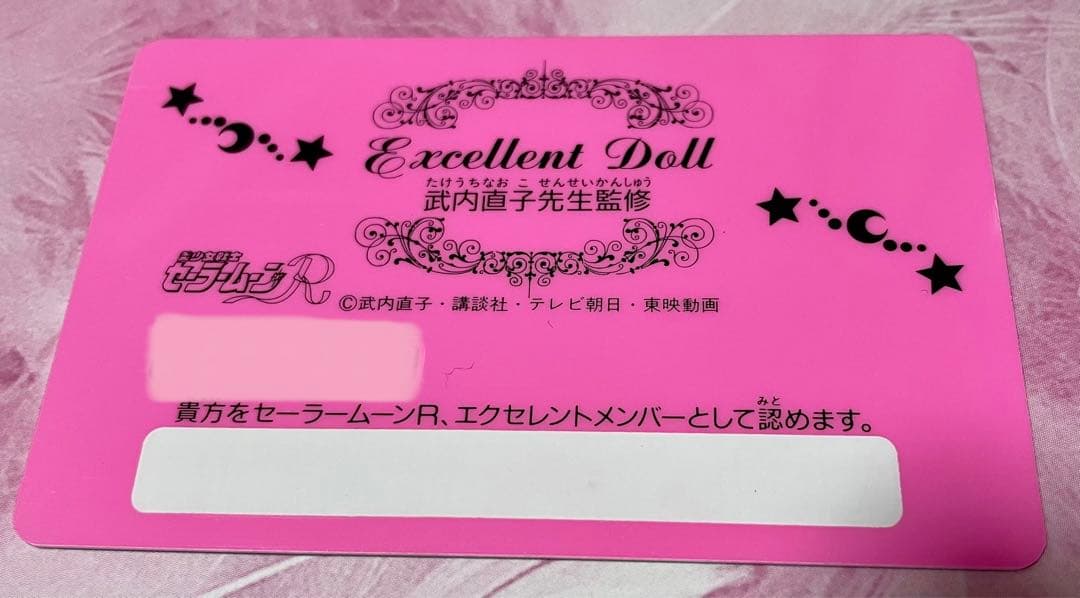 Excellent Doll
たけうちなおこ せんせいかんしゅう
武内直子先生監修
美少女戦士
セーラームーンR
©武内直子・講談社・テレビ朝日・東映動画
みと
貴方をセーラームーンR、エクセレントメンバーとして認めます。